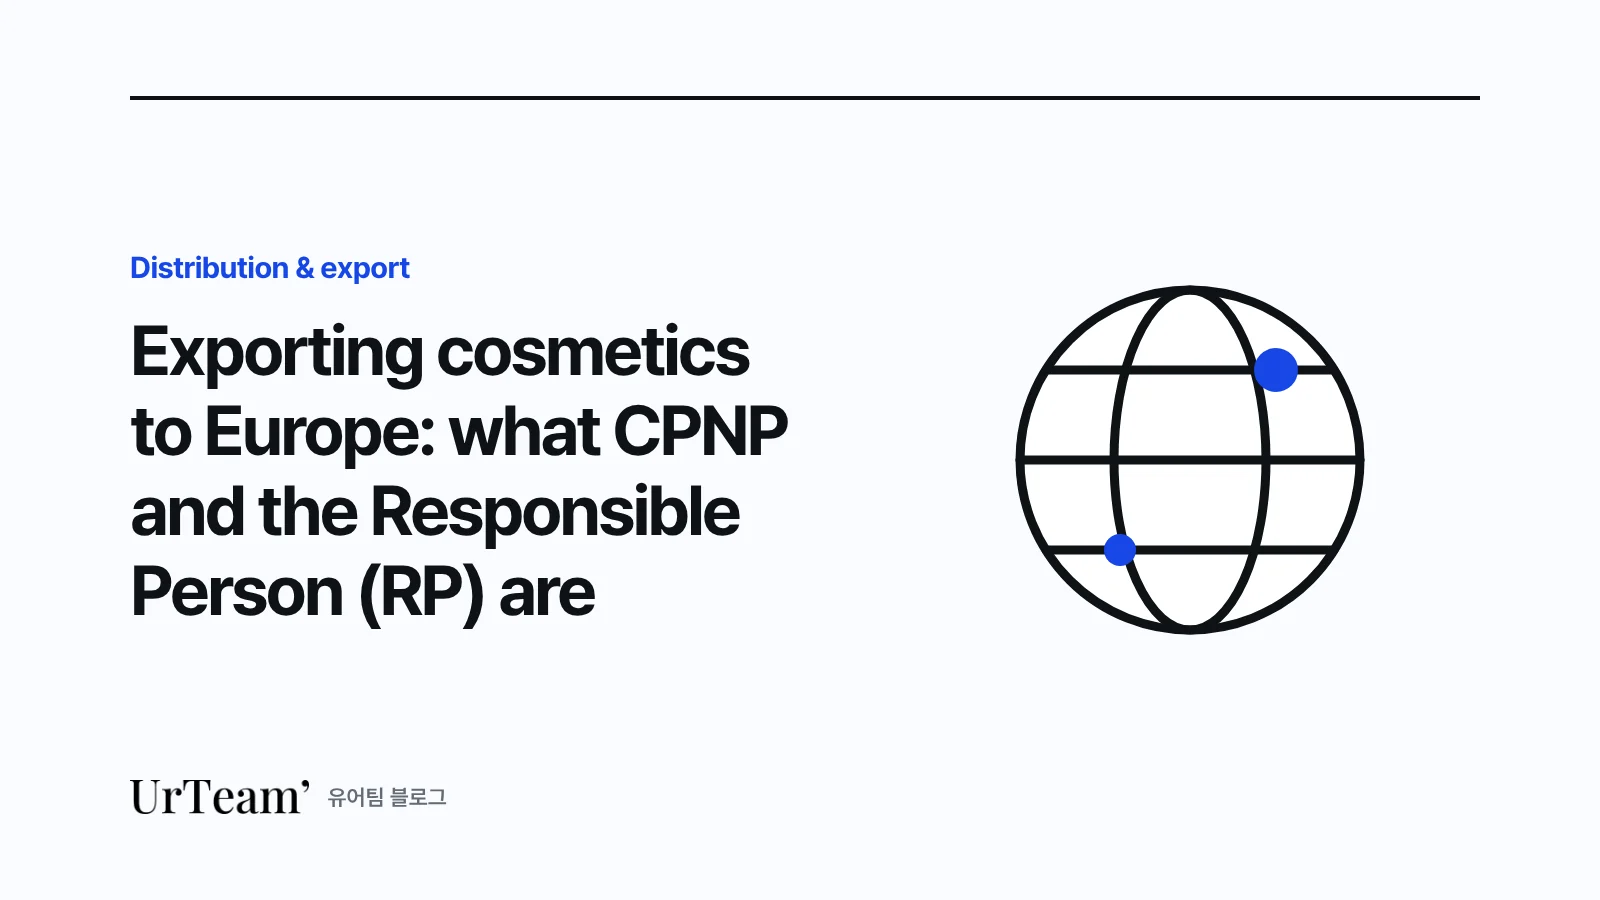 Distribution & export
Exporting cosmetics
to Europe: what CPNP
and the Responsible
Person (RP) are
UrTeam’ 유어팀 블로그